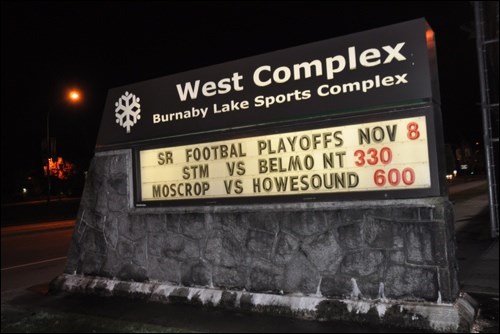 West Complex
Burnaby Lake Sports Complex
SR FOOTBAL PLAYOFFS NOV 8
STM VS BELMO NT 330
MOSCROP VS HOWESOUND 600